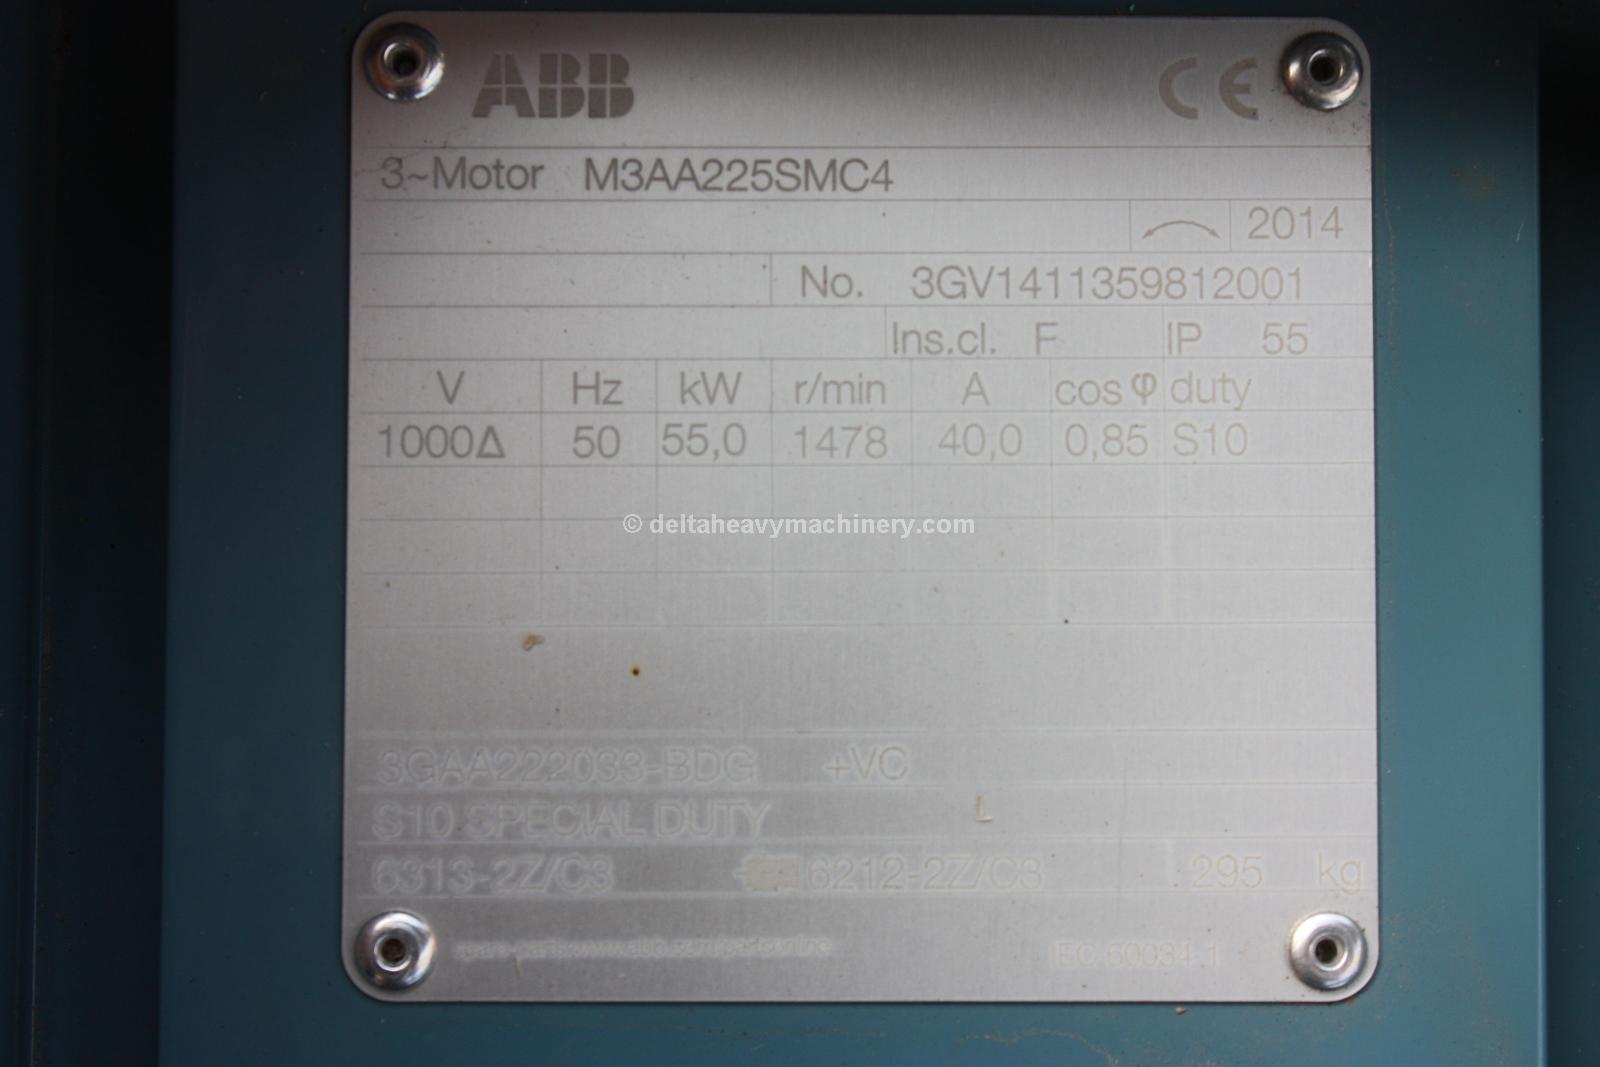 ABB CE
3~Motor M3AA225SMC4
2014
No. 3GV1411359812001
Ins.cl. F IP 55
V Hz kW r/min A cos φ duty
1000Δ 50 55,0 1478 40,0 0,85 S10
© deltaheavymachinery.com
3GAA222033-BDG +VC
S10 SPECIAL DUTY
6313-2Z/C3 6212-2Z/C3 295 kg
IEC 60034-1